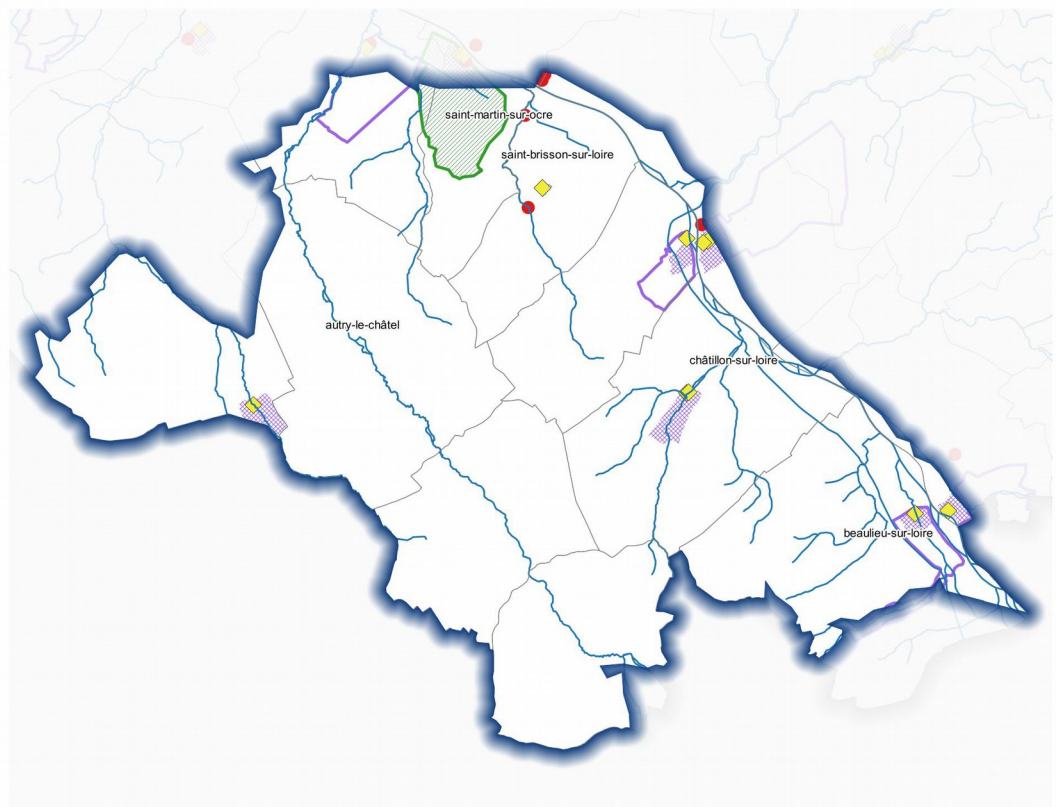 saint-martin-sur-ocre
saint-brisson-sur-loire
autry-le-châtel
châtillon-sur-loire
beaulieu-sur-loire